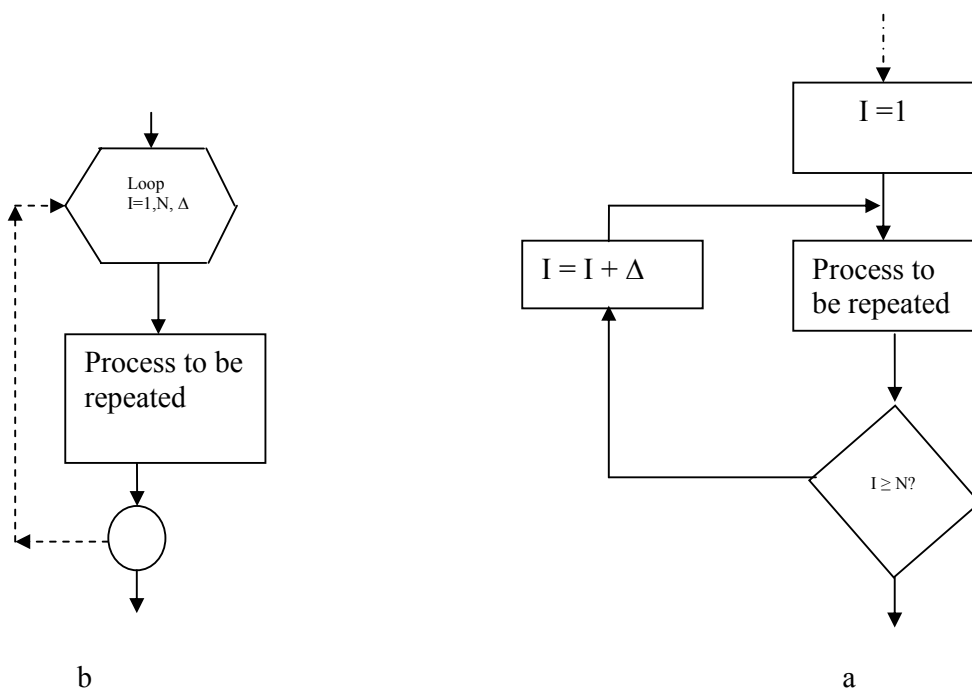 Loop
I=1,N, Δ
Process to be
repeated
b
I =1
I = I + Δ
Process to
be repeated
I ≥ N?
a